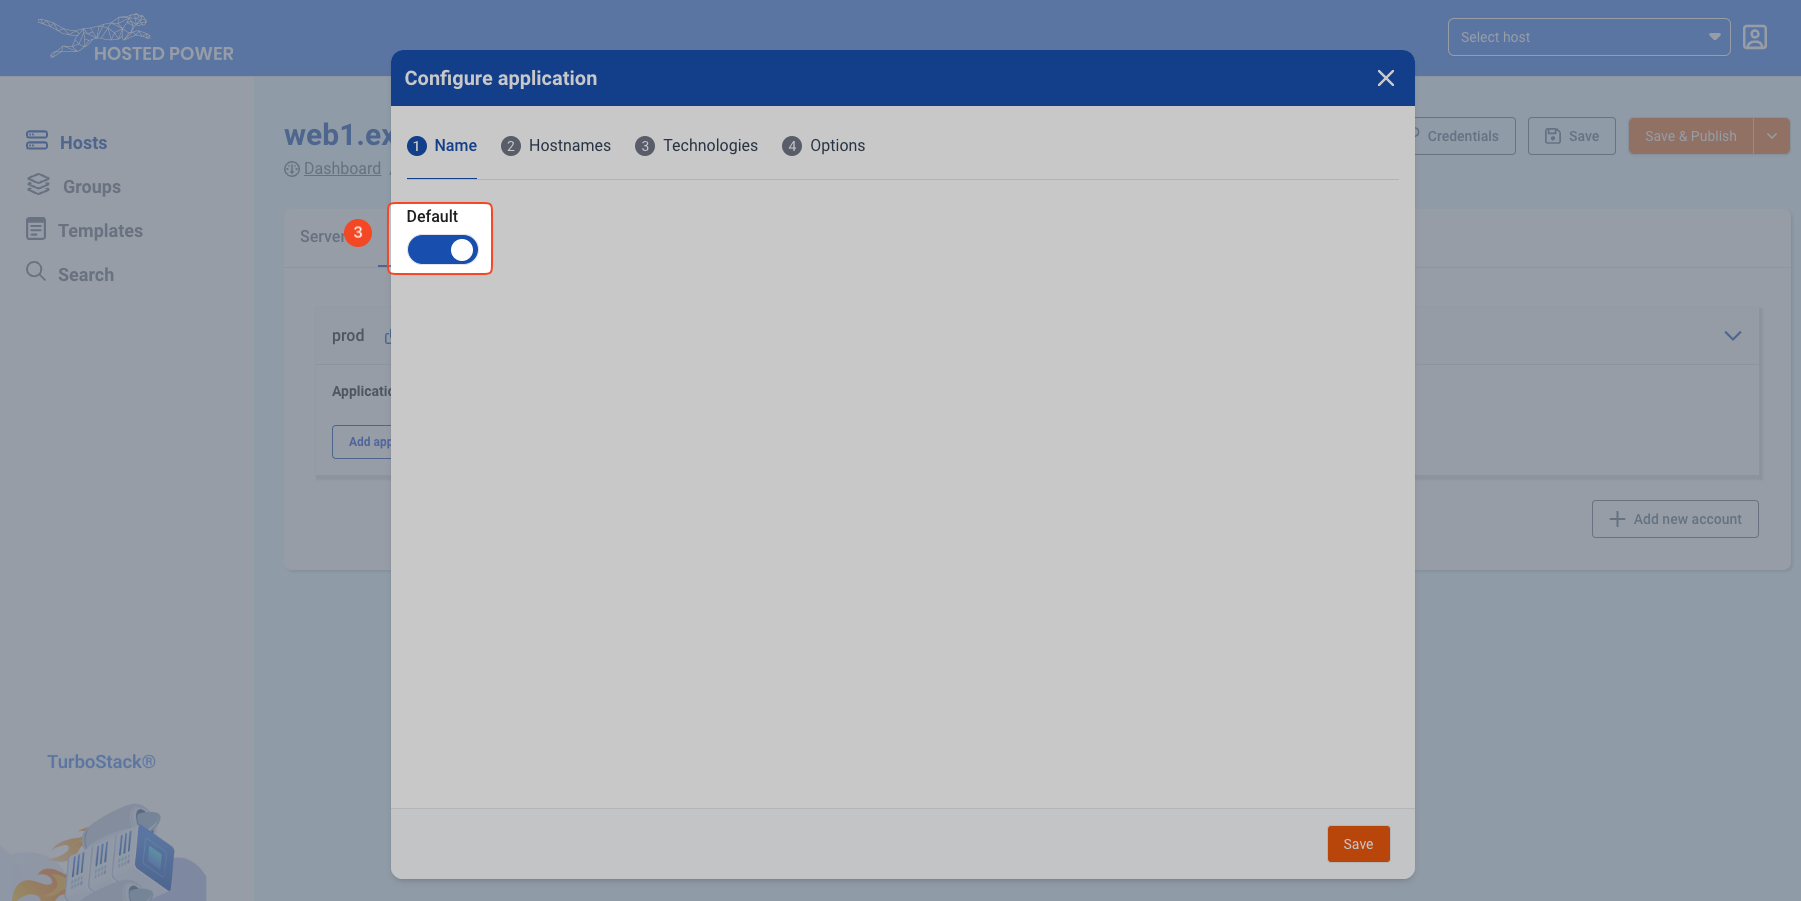 HOSTED POWER
Select host
Configure application
Hosts
Groups
Templates
Search
web1.ex
Dashboard
Credentials
Save
Save & Publish
1 Name
2 Hostnames
3 Technologies
4 Options
Server
3
Default
prod
Applicatio
Add app
Add new account
TurboStack®
Save